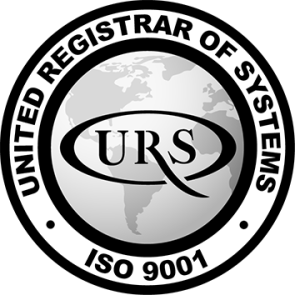 UNITED REGISTRAR OF SYSTEMS
URS
ISO 9001